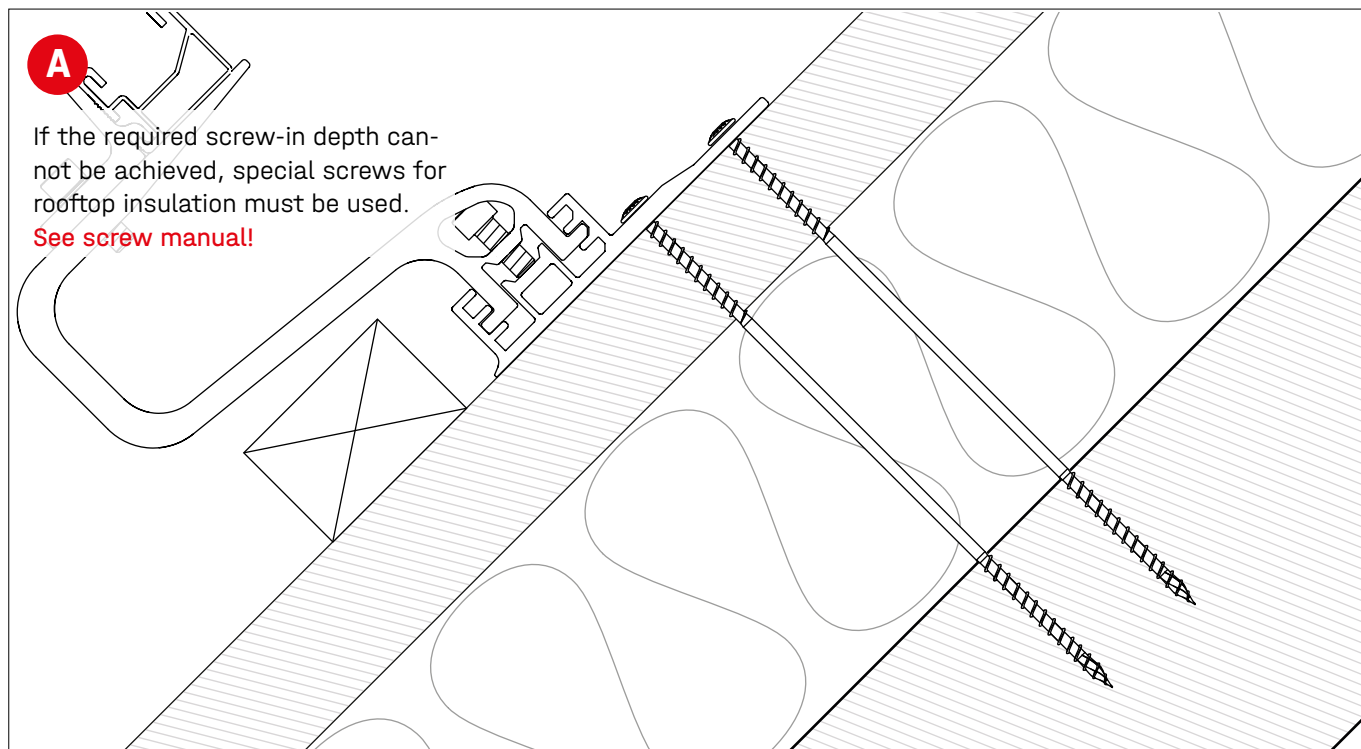 A
If the required screw-in depth can-
not be achieved, special screws for
rooftop insulation must be used.
See screw manual!